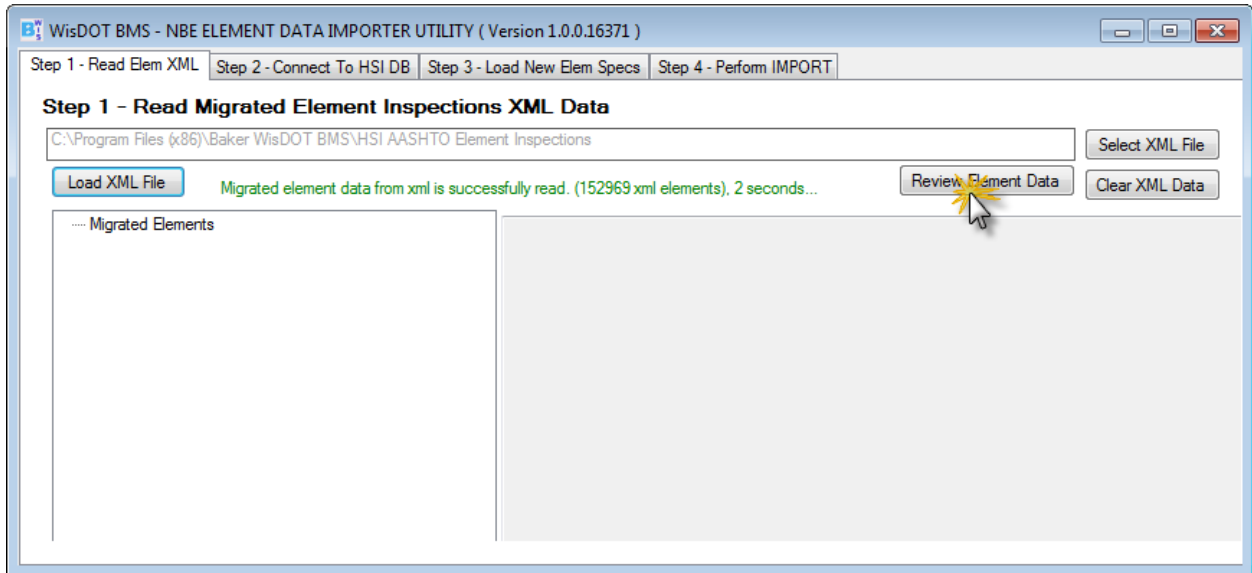 WisDOT BMS - NBE ELEMENT DATA IMPORTER UTILITY ( Version 1.0.0.16371 )
Step 1 - Read Elem XML Step 2 - Connect To HSI DB Step 3 - Load New Elem Specs Step 4 - Perform IMPORT
Step 1 - Read Migrated Element Inspections XML Data
C:\Program Files (x86)\Baker WisDOT BMS\HSI AASHTO Element Inspections Select XML File
Load XML File Migrated element data from xml is successfully read. (152969 xml elements), 2 seconds... Review Element Data Clear XML Data
Migrated Elements